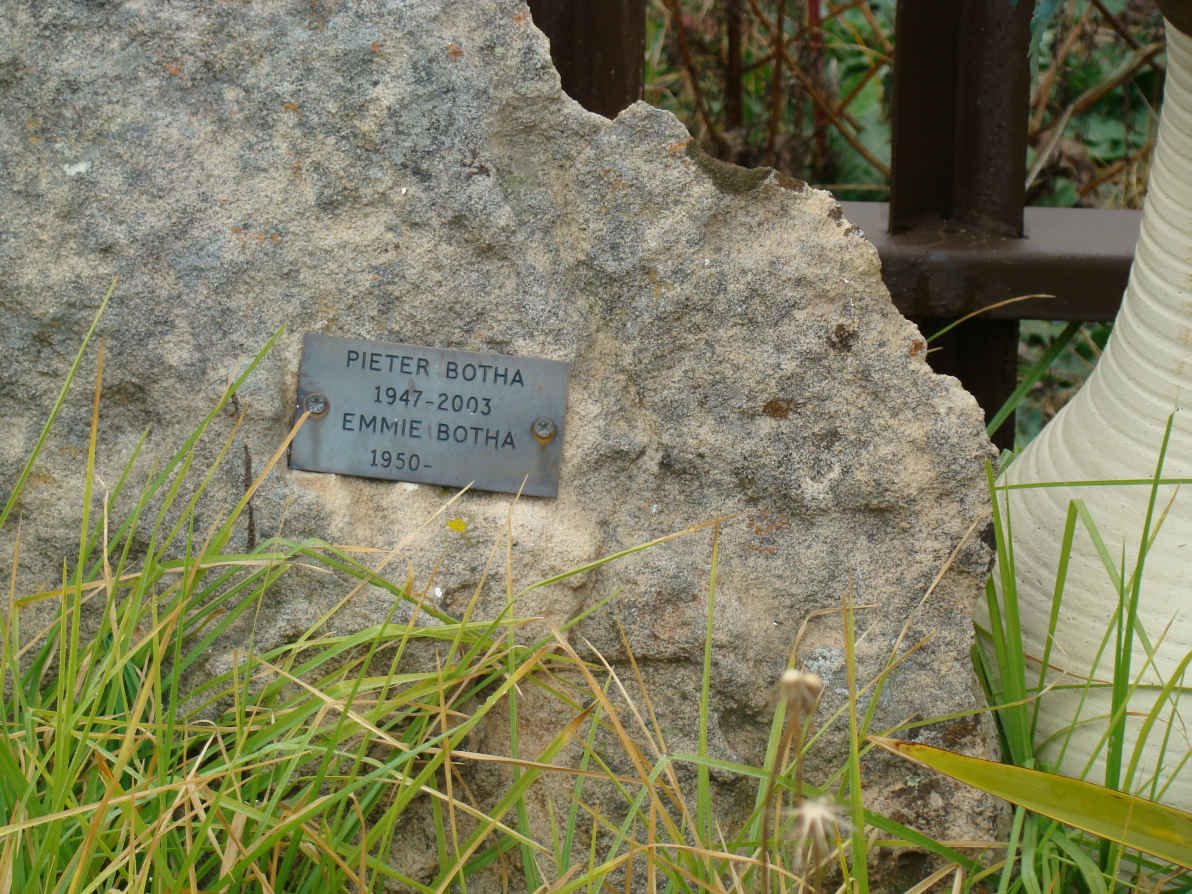 PIETER BOTHA
1947-2003
EMMIE BOTHA
1950-